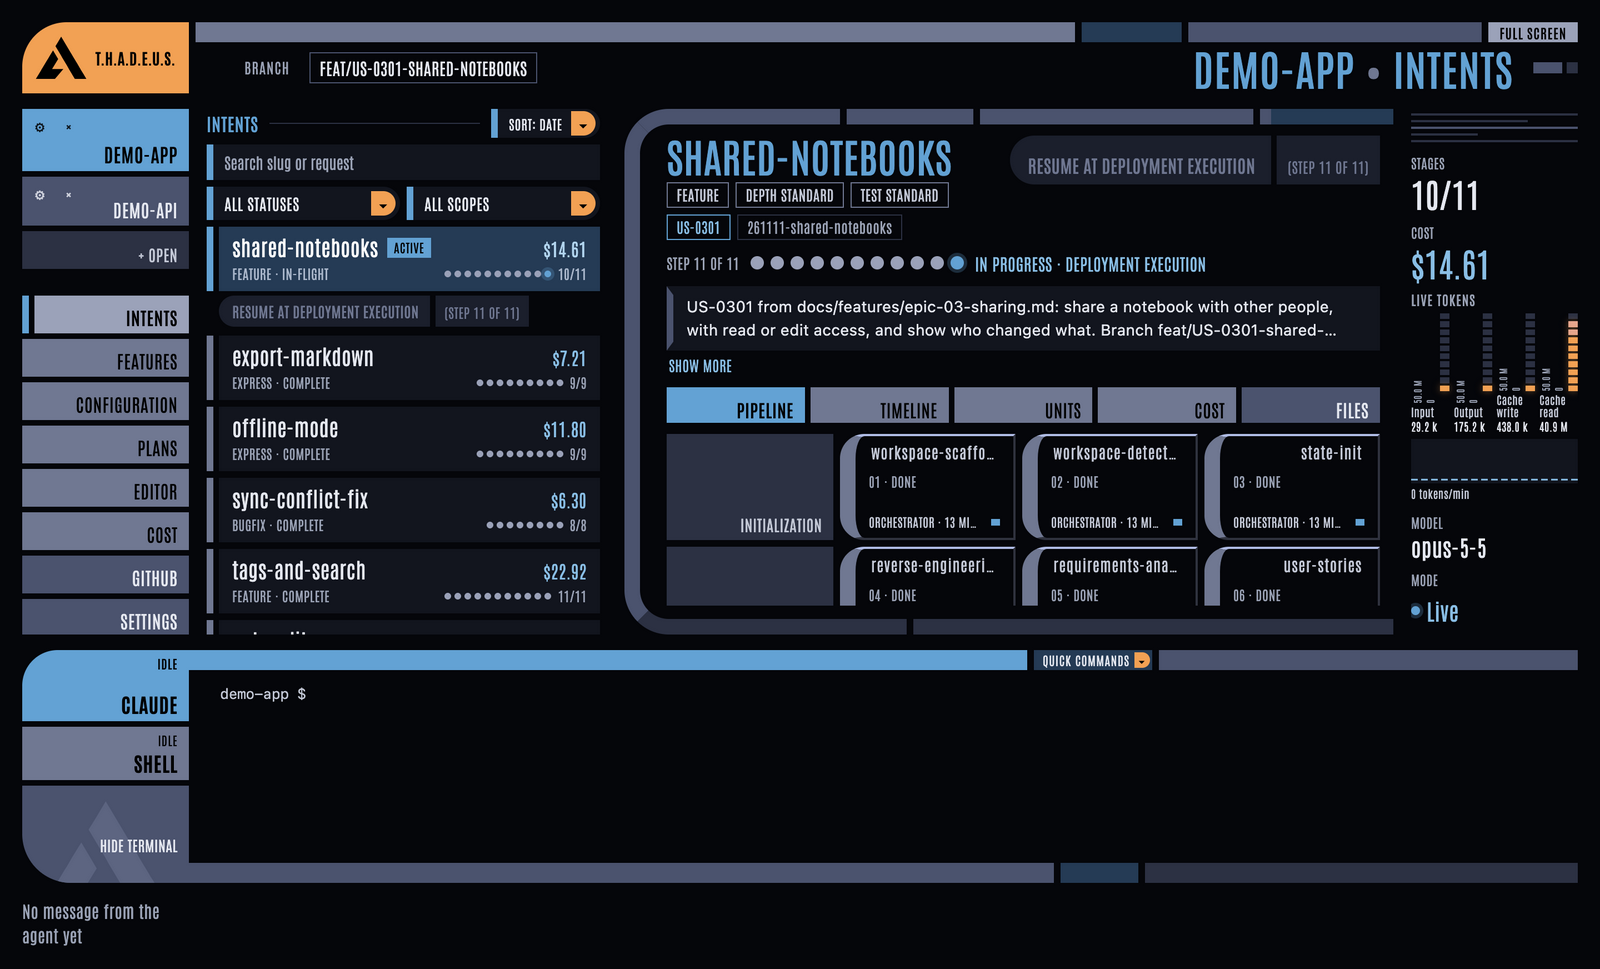 T.H.A.D.E.U.S.
FULL SCREEN
BRANCH
FEAT/US-0301-SHARED-NOTEBOOKS
DEMO-APP • INTENTS
DEMO-APP
DEMO-API
+ OPEN
INTENTS
FEATURES
CONFIGURATION
PLANS
EDITOR
COST
GITHUB
SETTINGS
INTENTS
SORT: DATE
Search slug or request
ALL STATUSES
ALL SCOPES
shared-notebooks ACTIVE $14.61
FEATURE · IN-FLIGHT 10/11
RESUME AT DEPLOYMENT EXECUTION (STEP 11 OF 11)
export-markdown $7.21
EXPRESS · COMPLETE 9/9
offline-mode $11.80
EXPRESS · COMPLETE 9/9
sync-conflict-fix $6.30
BUGFIX · COMPLETE 8/8
tags-and-search $22.92
FEATURE · COMPLETE 11/11
SHARED-NOTEBOOKS
RESUME AT DEPLOYMENT EXECUTION (STEP 11 OF 11)
FEATURE DEPTH STANDARD TEST STANDARD
US-0301 261111-shared-notebooks
STEP 11 OF 11 IN PROGRESS · DEPLOYMENT EXECUTION
US-0301 from docs/features/epic-03-sharing.md: share a notebook with other people,
with read or edit access, and show who changed what. Branch feat/US-0301-shared-...
SHOW MORE
PIPELINE TIMELINE UNITS COST FILES
INITIALIZATION
workspace-scaffo...
01 · DONE
ORCHESTRATOR · 13 MI...
workspace-detect...
02 · DONE
ORCHESTRATOR · 13 MI...
state-init
03 · DONE
ORCHESTRATOR · 13 MI...
reverse-engineeri...
04 · DONE
requirements-ana...
05 · DONE
user-stories
06 · DONE
STAGES
10/11
COST
$14.61
LIVE TOKENS
50.0 M 0
50.0 M 0
50.0 M 0
50.0 M 0
Input
29.2 k
Output
175.2 k
Cache
write
438.0 k
Cache
read
40.9 M
0 tokens/min
MODEL
opus-5-5
MODE
Live
IDLE
CLAUDE
IDLE
SHELL
HIDE TERMINAL
QUICK COMMANDS
demo-app $
No message from the
agent yet